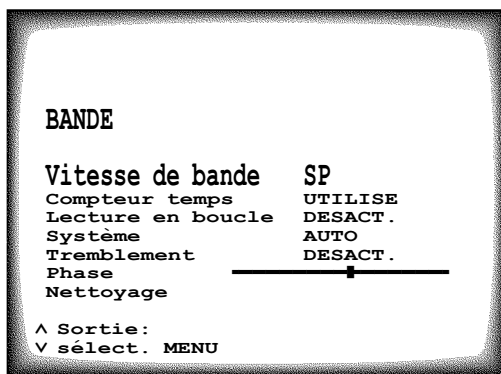 BANDE
Vitesse de bande SP
Compteur temps UTILISE
Lecture en boucle DESACT.
Système AUTO
Tremblement DESACT.
Phase
Nettoyage
∧ Sortie:
∨ sélect. MENU